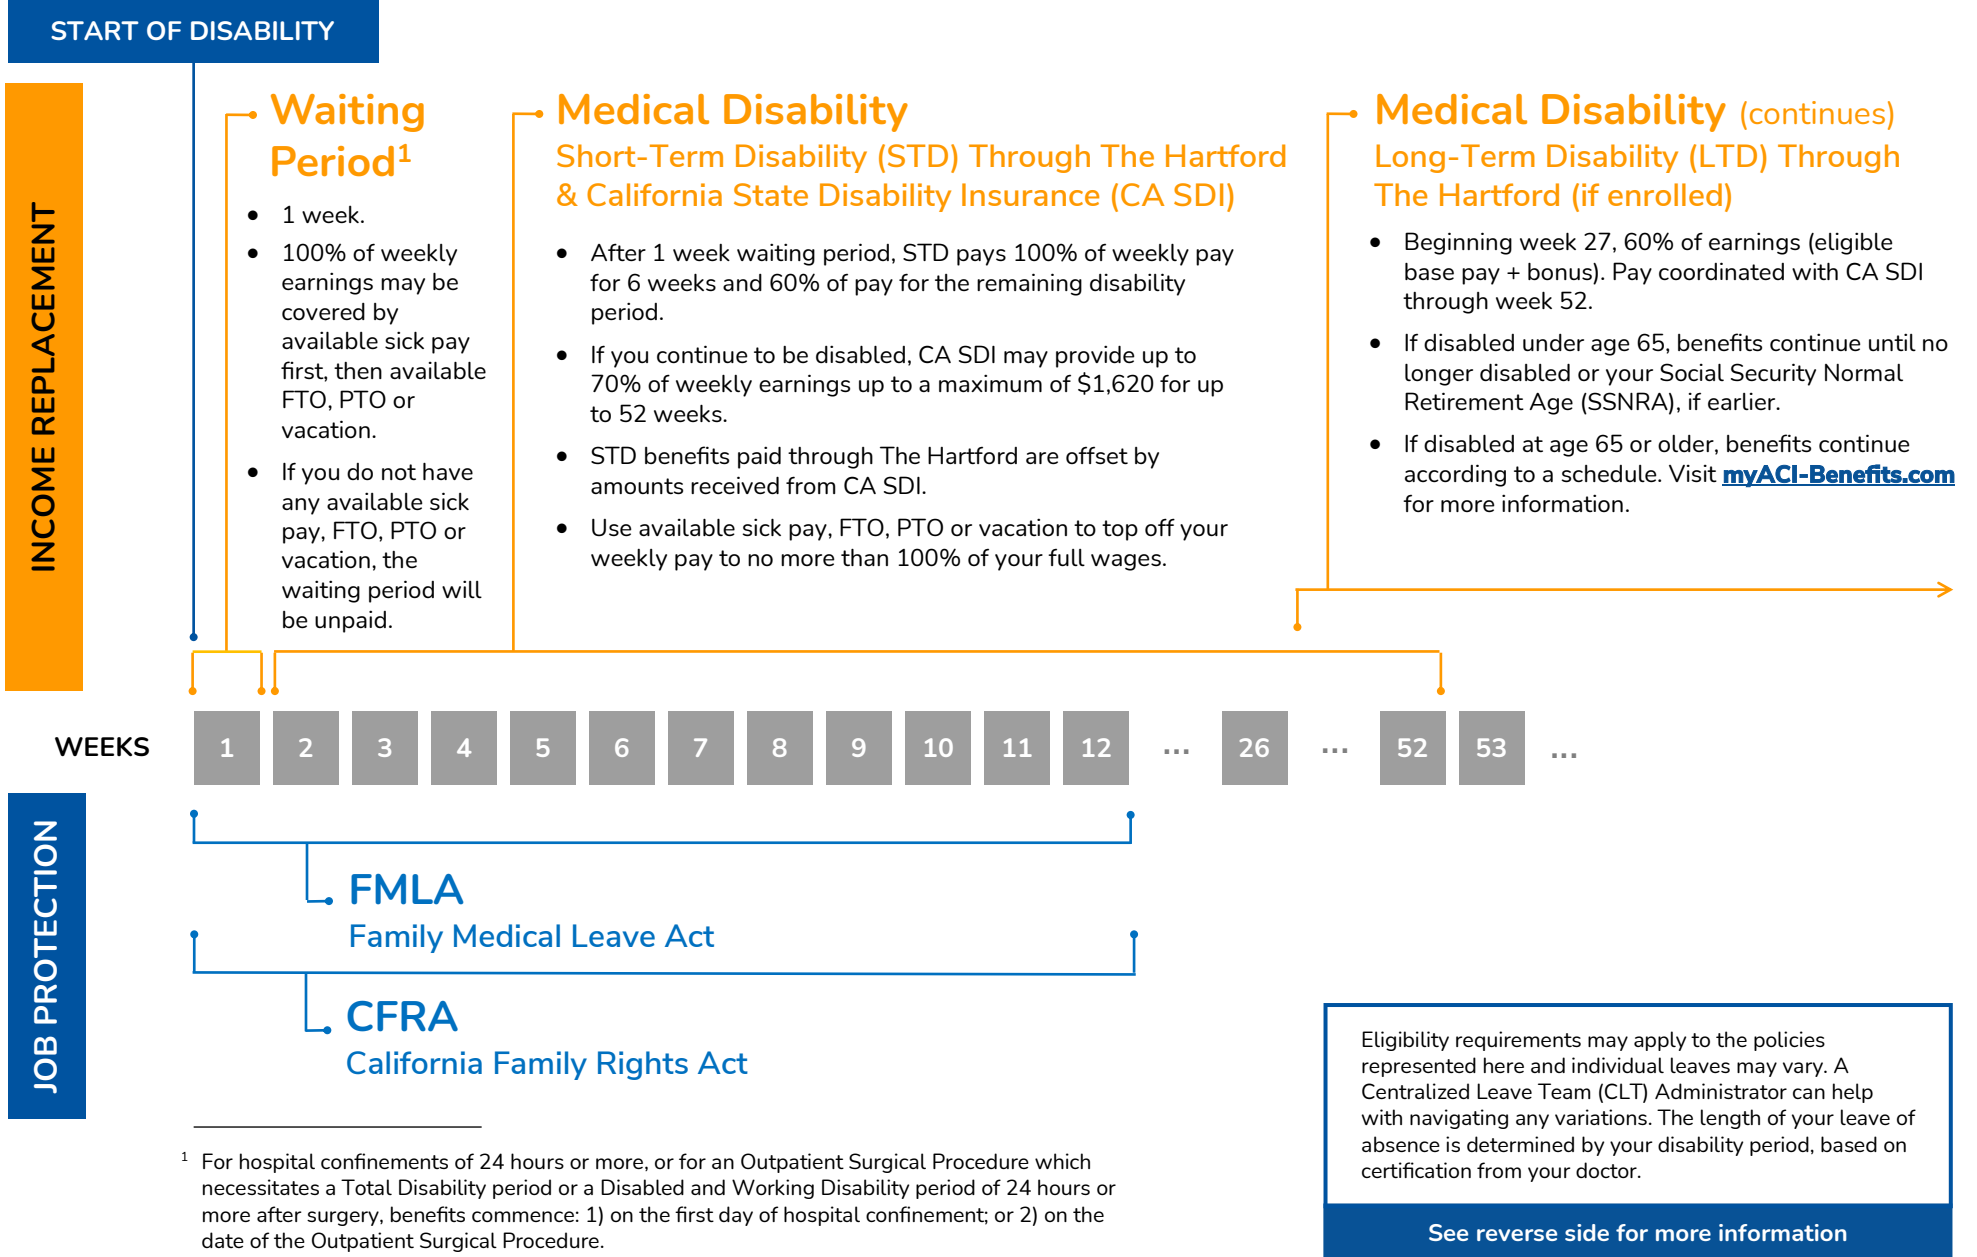 START OF DISABILITY
INCOME REPLACEMENT
Waiting
Period¹
• 1 week.
• 100% of weekly
earnings may be
covered by
available sick pay
first, then available
FTO, PTO or
vacation.
• If you do not have
any available sick
pay, FTO, PTO or
vacation, the
waiting period will
be unpaid.
Medical Disability
Short-Term Disability (STD) Through The Hartford
& California State Disability Insurance (CA SDI)
• After 1 week waiting period, STD pays 100% of weekly pay
for 6 weeks and 60% of pay for the remaining disability
period.
• If you continue to be disabled, CA SDI may provide up to
70% of weekly earnings up to a maximum of $1,620 for up
to 52 weeks.
• STD benefits paid through The Hartford are offset by
amounts received from CA SDI.
• Use available sick pay, FTO, PTO or vacation to top off your
weekly pay to no more than 100% of your full wages.
Medical Disability (continues)
Long-Term Disability (LTD) Through
The Hartford (if enrolled)
• Beginning week 27, 60% of earnings (eligible
base pay + bonus). Pay coordinated with CA SDI
through week 52.
• If disabled under age 65, benefits continue until no
longer disabled or your Social Security Normal
Retirement Age (SSNRA), if earlier.
• If disabled at age 65 or older, benefits continue
according to a schedule. Visit myACI-Benefits.com
for more information.
WEEKS 1 2 3 4 5 6 7 8 9 10 11 12 ... 26 ... 52 53 ...
JOB PROTECTION
FMLA
Family Medical Leave Act
CFRA
California Family Rights Act
¹ For hospital confinements of 24 hours or more, or for an Outpatient Surgical Procedure which
necessitates a Total Disability period or a Disabled and Working Disability period of 24 hours or
more after surgery, benefits commence: 1) on the first day of hospital confinement; or 2) on the
date of the Outpatient Surgical Procedure.
Eligibility requirements may apply to the policies
represented here and individual leaves may vary. A
Centralized Leave Team (CLT) Administrator can help
with navigating any variations. The length of your leave of
absence is determined by your disability period, based on
certification from your doctor.
See reverse side for more information